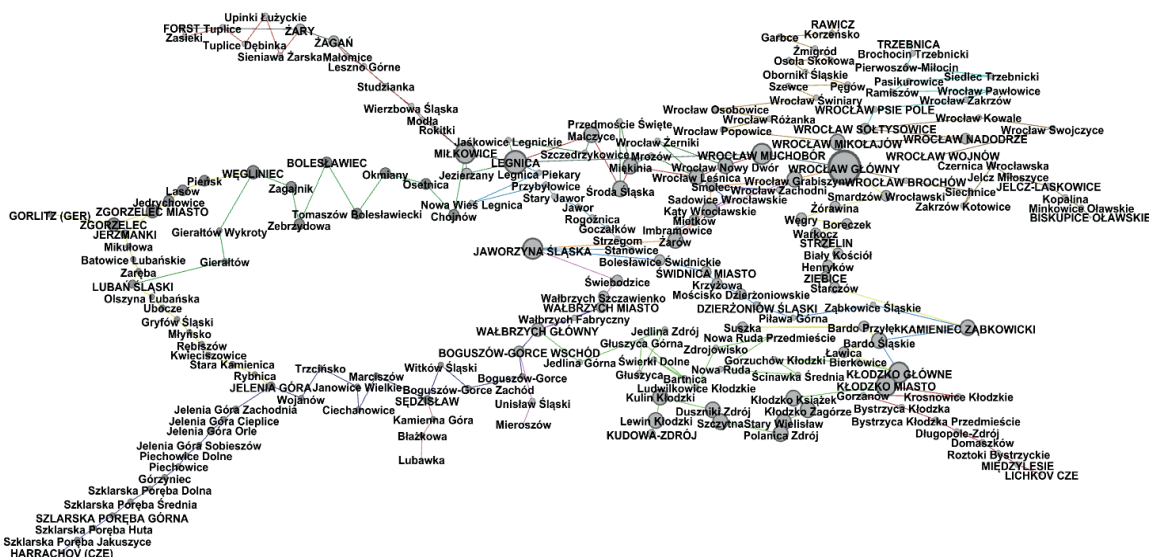 Upinki Łużyckie
FORST Tuplice
Zasieki
ŻARY
Tuplice Dębinka
ŻAGAŃ
Sieniawa Żarska
Małomice
Leszno Górne
Studzianka
Wierzbowa Śląska
Modła
Rokitki
MIŁKOWICE
Jaśkowice Legnickie
LEGNICA
Jezierzany
Legnica Piekary
BOLESŁAWIEC
WĘGLINIEC
Okmiany
Osetnica
Pieńsk
Lasów
Zagajnik
Jędrzychowice
Nowa Wieś Legnica
Chojnów
Tomaszów Bolesławiecki
Zebrzydowa
GORLITZ (GER)
ZGORZELEC MIASTO
ZGORZELEC
JERZMANKI
Gierałtów Wykroty
Mikułowa
Batowice Lubańskie
Gierałtów
Zaręba
LUBAŃ ŚLĄSKI
Olszyna Lubańska
Ubocze
Gryfów Śląski
Młyńsko
Rębiszów
Kwieciszowice
Stara Kamienica
Rybnica
JELENIA GÓRA
Wojanów
Trzcińsko
Janowice Wielkie
Marciszów
Ciechanowice
Jelenia Góra Zachodnia
Jelenia Góra Cieplice
Jelenia Góra Orle
Jelenia Góra Sobieszów
Piechowice Dolne
Piechowice
Górzyniec
Szklarska Poręba Dolna
Szklarska Poręba Średnia
SZLARSKA PORĘBA GÓRNA
Szklarska Poręba Huta
Szklarska Poręba Jakuszyce
HARRACHOV (CZE)
Witków Śląski
Boguszów-Gorce Zachód
SĘDZISŁAW
Kamienna Góra
Błażkowa
Lubawka
Boguszów-Gorce
Unisław Śląski
Mieroszów
BOGUSZÓW-GORCE WSCHÓD
WAŁBRZYCH GŁÓWNY
Wałbrzych Fabryczny
WAŁBRZYCH MIASTO
Wałbrzych Szczawienko
Świebodzice
JAWORZYNA ŚLĄSKA
Przybyłowice
Stary Jawor
Jawor
Rogoźnica
Goczałków
Strzegom
Stanowice
Bolesławice Świdnickie
ŚWIDNICA MIASTO
Krzyżowa
Mościsko Dzierżoniowskie
DZIERŻONIÓW ŚLĄSKI
Piława Górna
Ząbkowice Śląskie
KAMIENIEC ZĄBKOWICKI
Przedmoście Święte
Malczyce
Szczedrzykowice
Środa Śląska
Miękinia
Mrozów
Wrocław Żerniki
Wrocław Leśnica
Wrocław Nowy Dwór
WROCŁAW MUCHOBÓR
Smolec
Sadowice Wrocławskie
Kąty Wrocławskie
Mietków
Imbramowice
Żarów
RAWICZ
Korzeńsko
Garbce
Żmigród
Osola Skokowa
Oborniki Śląskie
Szewce
Pęgów
Wrocław Świniary
Wrocław Osobowice
Wrocław Różanka
Wrocław Popowice
TRZEBNICA
Brochocin Trzebnicki
Pierwoszów-Miłocin
Siedlec Trzebnicki
Pasikurowice
Ramiszów
Wrocław Pawłowice
Wrocław Zakrzów
WROCŁAW PSIE POLE
Wrocław Kowale
WROCŁAW SOŁTYSOWICE
Wrocław Swojczyce
WROCŁAW MIKOŁAJÓW
WROCŁAW NADODRZE
WROCŁAW WOJNÓW
WROCŁAW GŁÓWNY
Czernica Wrocławska
Jelcz Miłoszyce
Wrocław Grabiszyn
WROCŁAW BROCHÓW
JELCZ-LASKOWICE
Wrocław Zachodni
Smardzów Wrocławski
Siechnice
Kopalina
Zakrzów Kotowice
Minkowice Oławskie
BISKUPICE OŁAWSKIE
Żórawina
Węgry
Boreczek
Warkocz
STRZELIN
Biały Kościół
Henryków
ZIĘBICE
Starczów
Jedlina Zdrój
Głuszyca Górna
Jedlina Górna
Świerki Dolne
Głuszyca
Bartnica
Ludwikowice Kłodzkie
Zdrojowisko
Nowa Ruda
Nowa Ruda Przedmieście
Suszka
Bardo Przyłęk
Bardo Śląskie
Gorzuchów Kłodzki
Ścinawka Średnia
Ławica
Bierkowice
KŁODZKO GŁÓWNE
KŁODZKO MIASTO
Gorzanów
Krosnowice Kłodzkie
Bystrzyca Kłodzka
Bystrzyca Kłodzka Przedmieście
Długopole-Zdrój
Domaszków
Roztoki Bystrzyckie
MIĘDZYLESIE
LICHKOV CZE
Kłodzko Książek
Kłodzko Zagórze
Stary Wielisław
Polanica Zdrój
Szczytna
Duszniki Zdrój
Kulin Kłodzki
Lewin Kłodzki
KUDOWA-ZDRÓJ